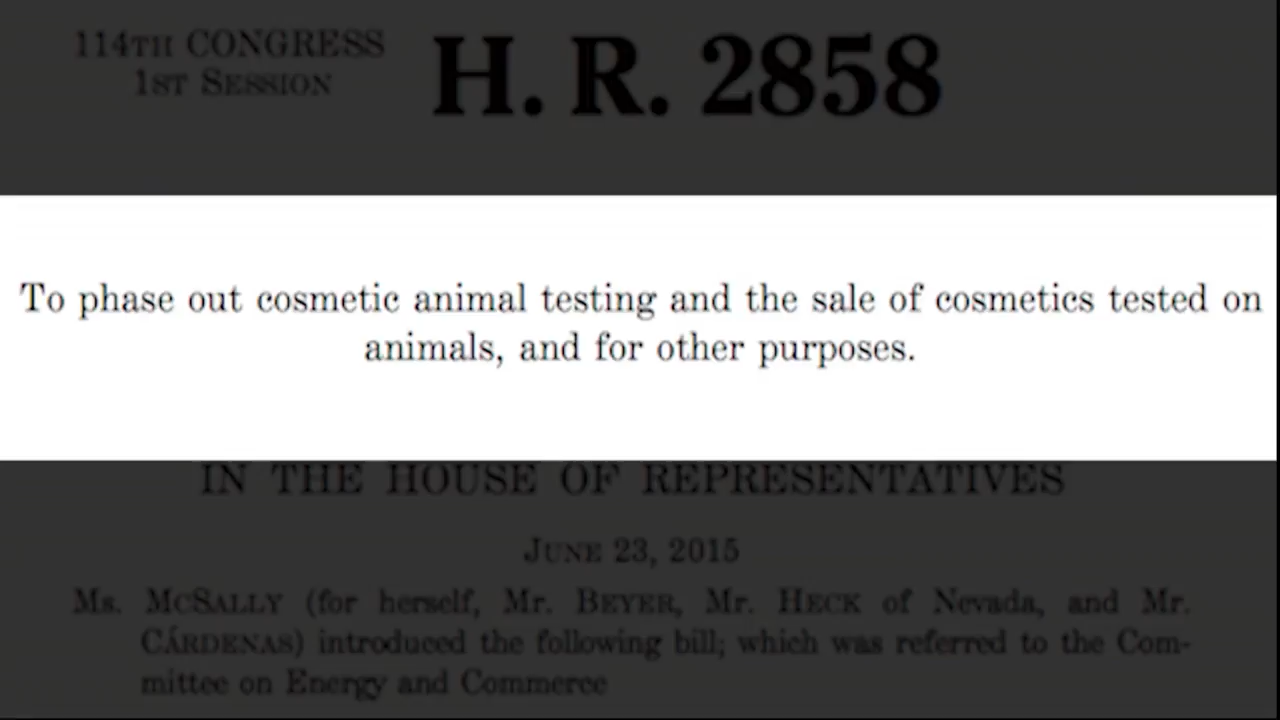 114TH CONGRESS
1ST SESSION
H. R. 2858
To phase out cosmetic animal testing and the sale of cosmetics tested on
animals, and for other purposes.
IN THE HOUSE OF REPRESENTATIVES
JUNE 23, 2015
Ms. MCSALLY (for herself, Mr. BEYER, Mr. HECK of Nevada, and Mr.
CÁRDENAS) introduced the following bill; which was referred to the Com-
mittee on Energy and Commerce